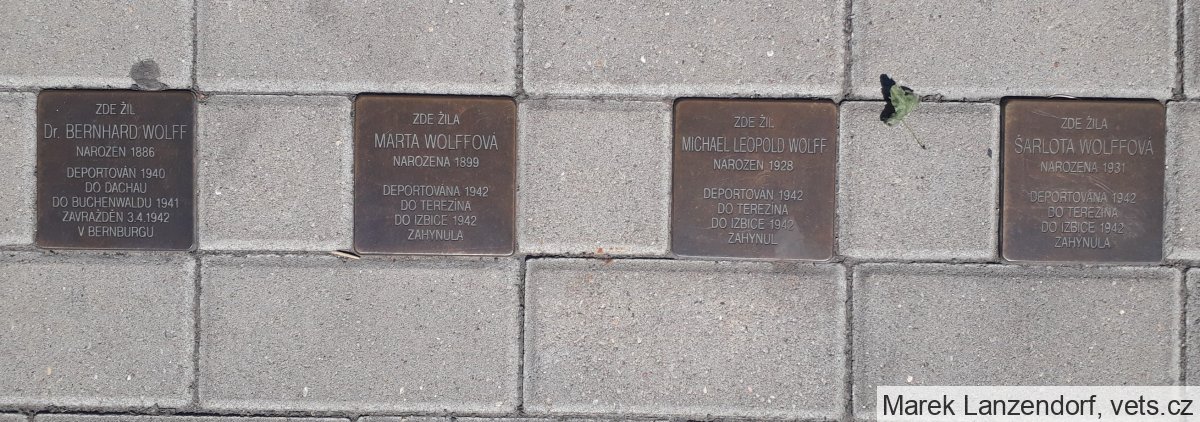 ZDE ŽIL
Dr. BERNHARD WOLFF
NAROZEN 1886
DEPORTOVÁN 1940
DO DACHAU
DO BUCHENWALDU 1941
ZAVRAŽDĚN 3.4.1942
V BERNBURGU
ZDE ŽILA
MARTA WOLFFOVÁ
NAROZENA 1899
DEPORTOVÁNA 1942
DO TEREZÍNA
DO IZBICE 1942
ZAHYNULA
ZDE ŽIL
MICHAEL LEOPOLD WOLFF
NAROZEN 1928
DEPORTOVÁN 1942
DO TEREZÍNA
DO IZBICE 1942
ZAHYNUL
ZDE ŽILA
ŠARLOTA WOLFFOVÁ
NAROZENA 1931
DEPORTOVÁNA 1942
DO TEREZÍNA
DO IZBICE 1942
ZAHYNULA
Marek Lanzendorf, vets.cz